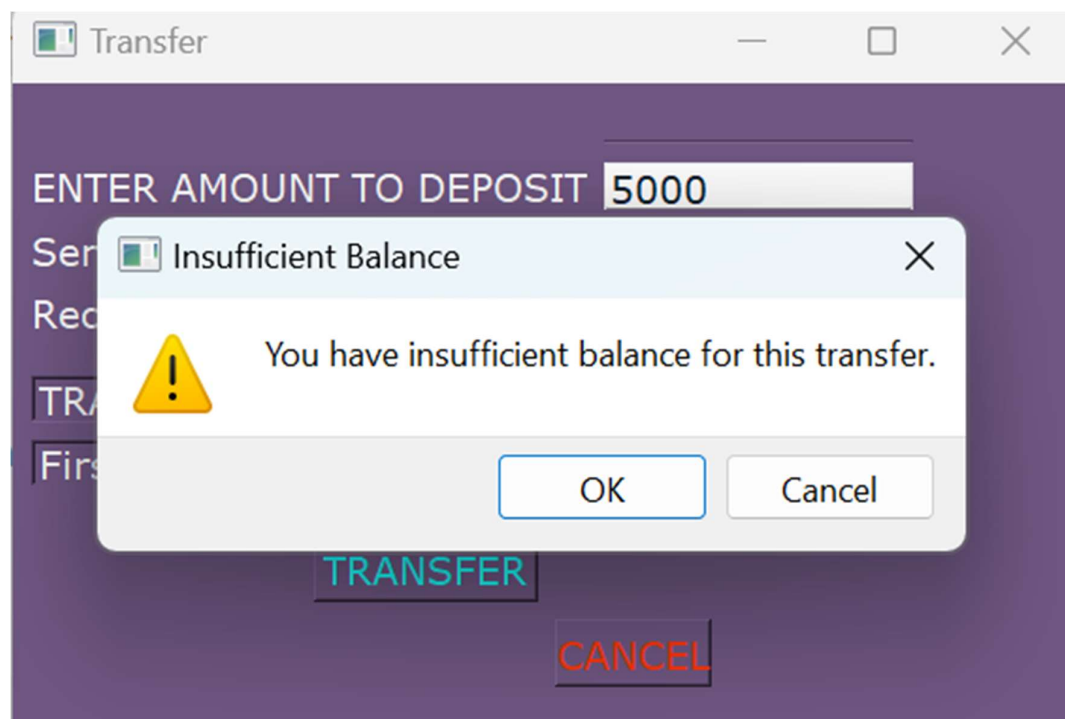 Transfer
ENTER AMOUNT TO DEPOSIT 5000
Insufficient Balance
You have insufficient balance for this transfer.
OK Cancel
TRANSFER
CANCEL